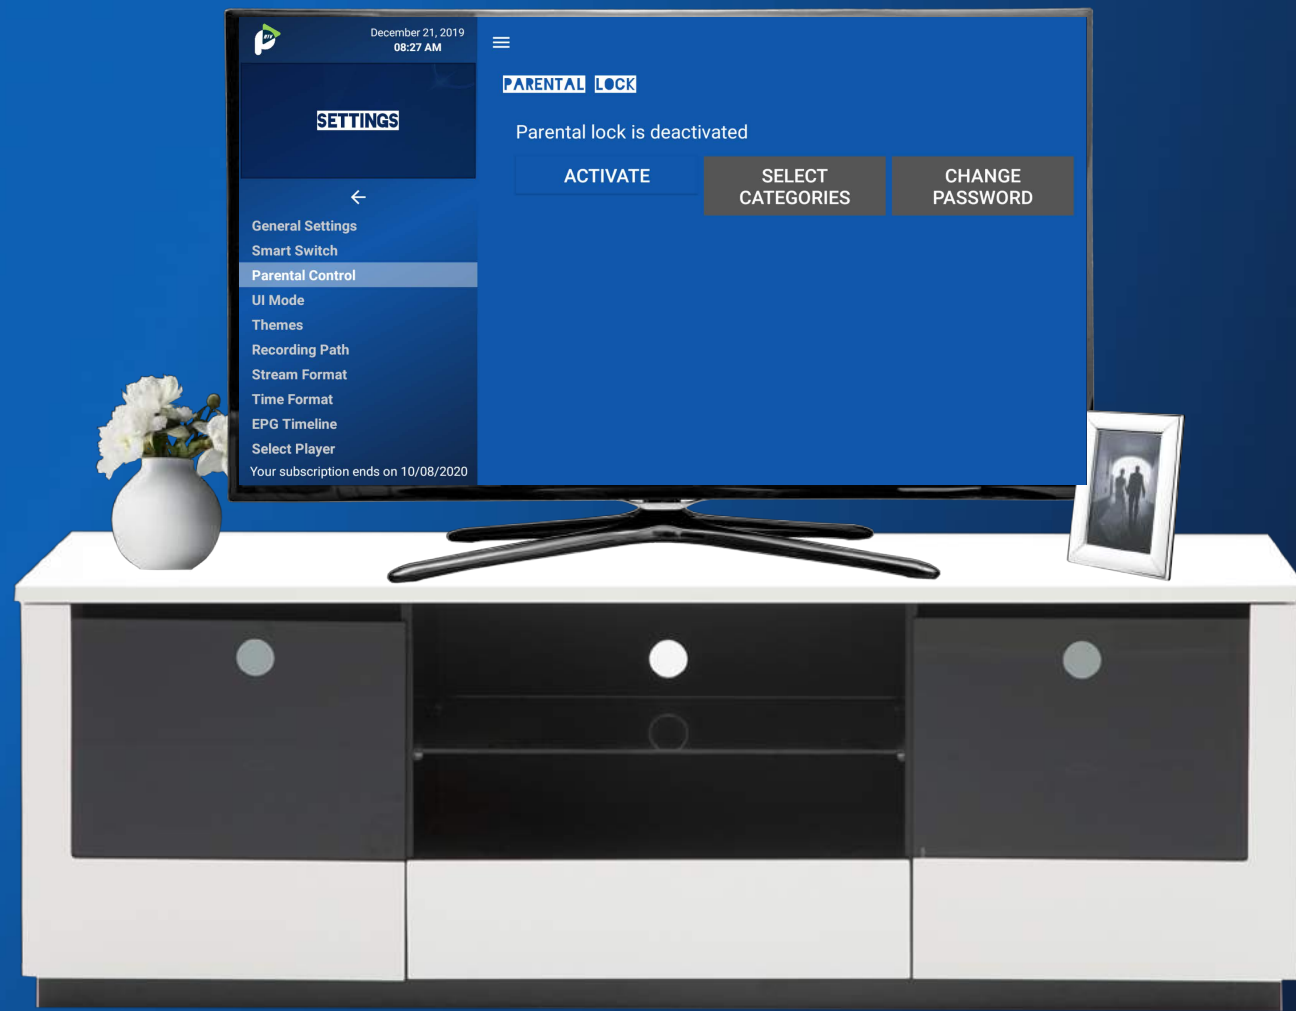 December 21, 2019
08:27 AM
SETTINGS
General Settings
Smart Switch
Parental Control
UI Mode
Themes
Recording Path
Stream Format
Time Format
EPG Timeline
Select Player
Your subscription ends on 10/08/2020
PARENTAL LOCK
Parental lock is deactivated
ACTIVATE
SELECT
CATEGORIES
CHANGE
PASSWORD